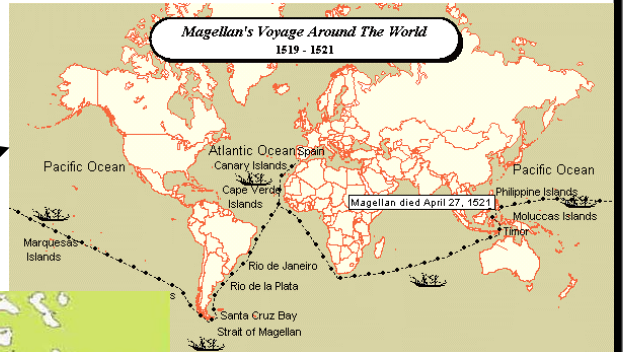 Magellan's Voyage Around The World
1519 - 1521
Atlantic Ocean
Spain
Canary Islands
Pacific Ocean
Pacific Ocean
Cape Verde
Islands
Magellan died April 27, 1521
Philippine Islands
Moluccas Islands
Timor
Marquesas
Islands
Rio de Janeiro
Rio de la Plata
s
Santa Cruz Bay
Strait of Magellan